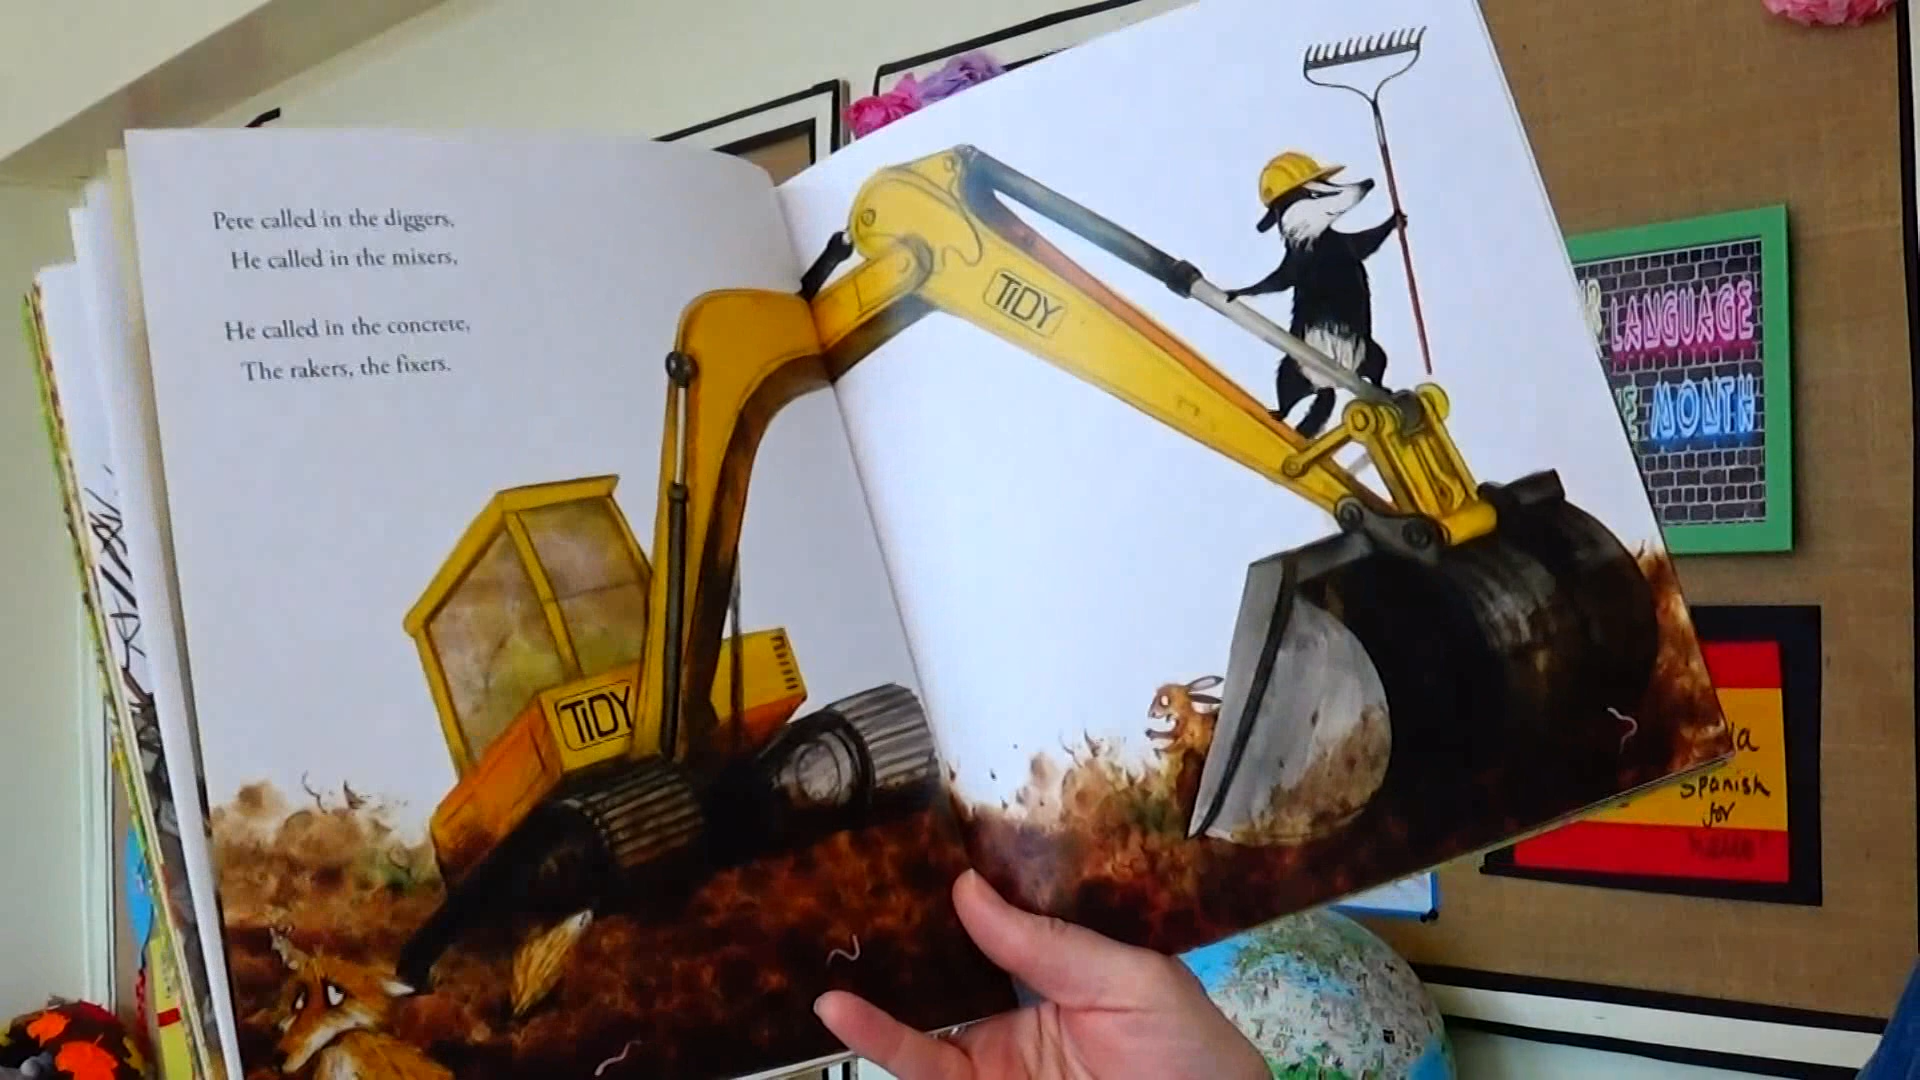 Pete called in the diggers,
He called in the mixers,
He called in the concrete,
The rakers, the fixers.
TiDY
TiDY
LANGUAGE
MONTH
Spanish
for